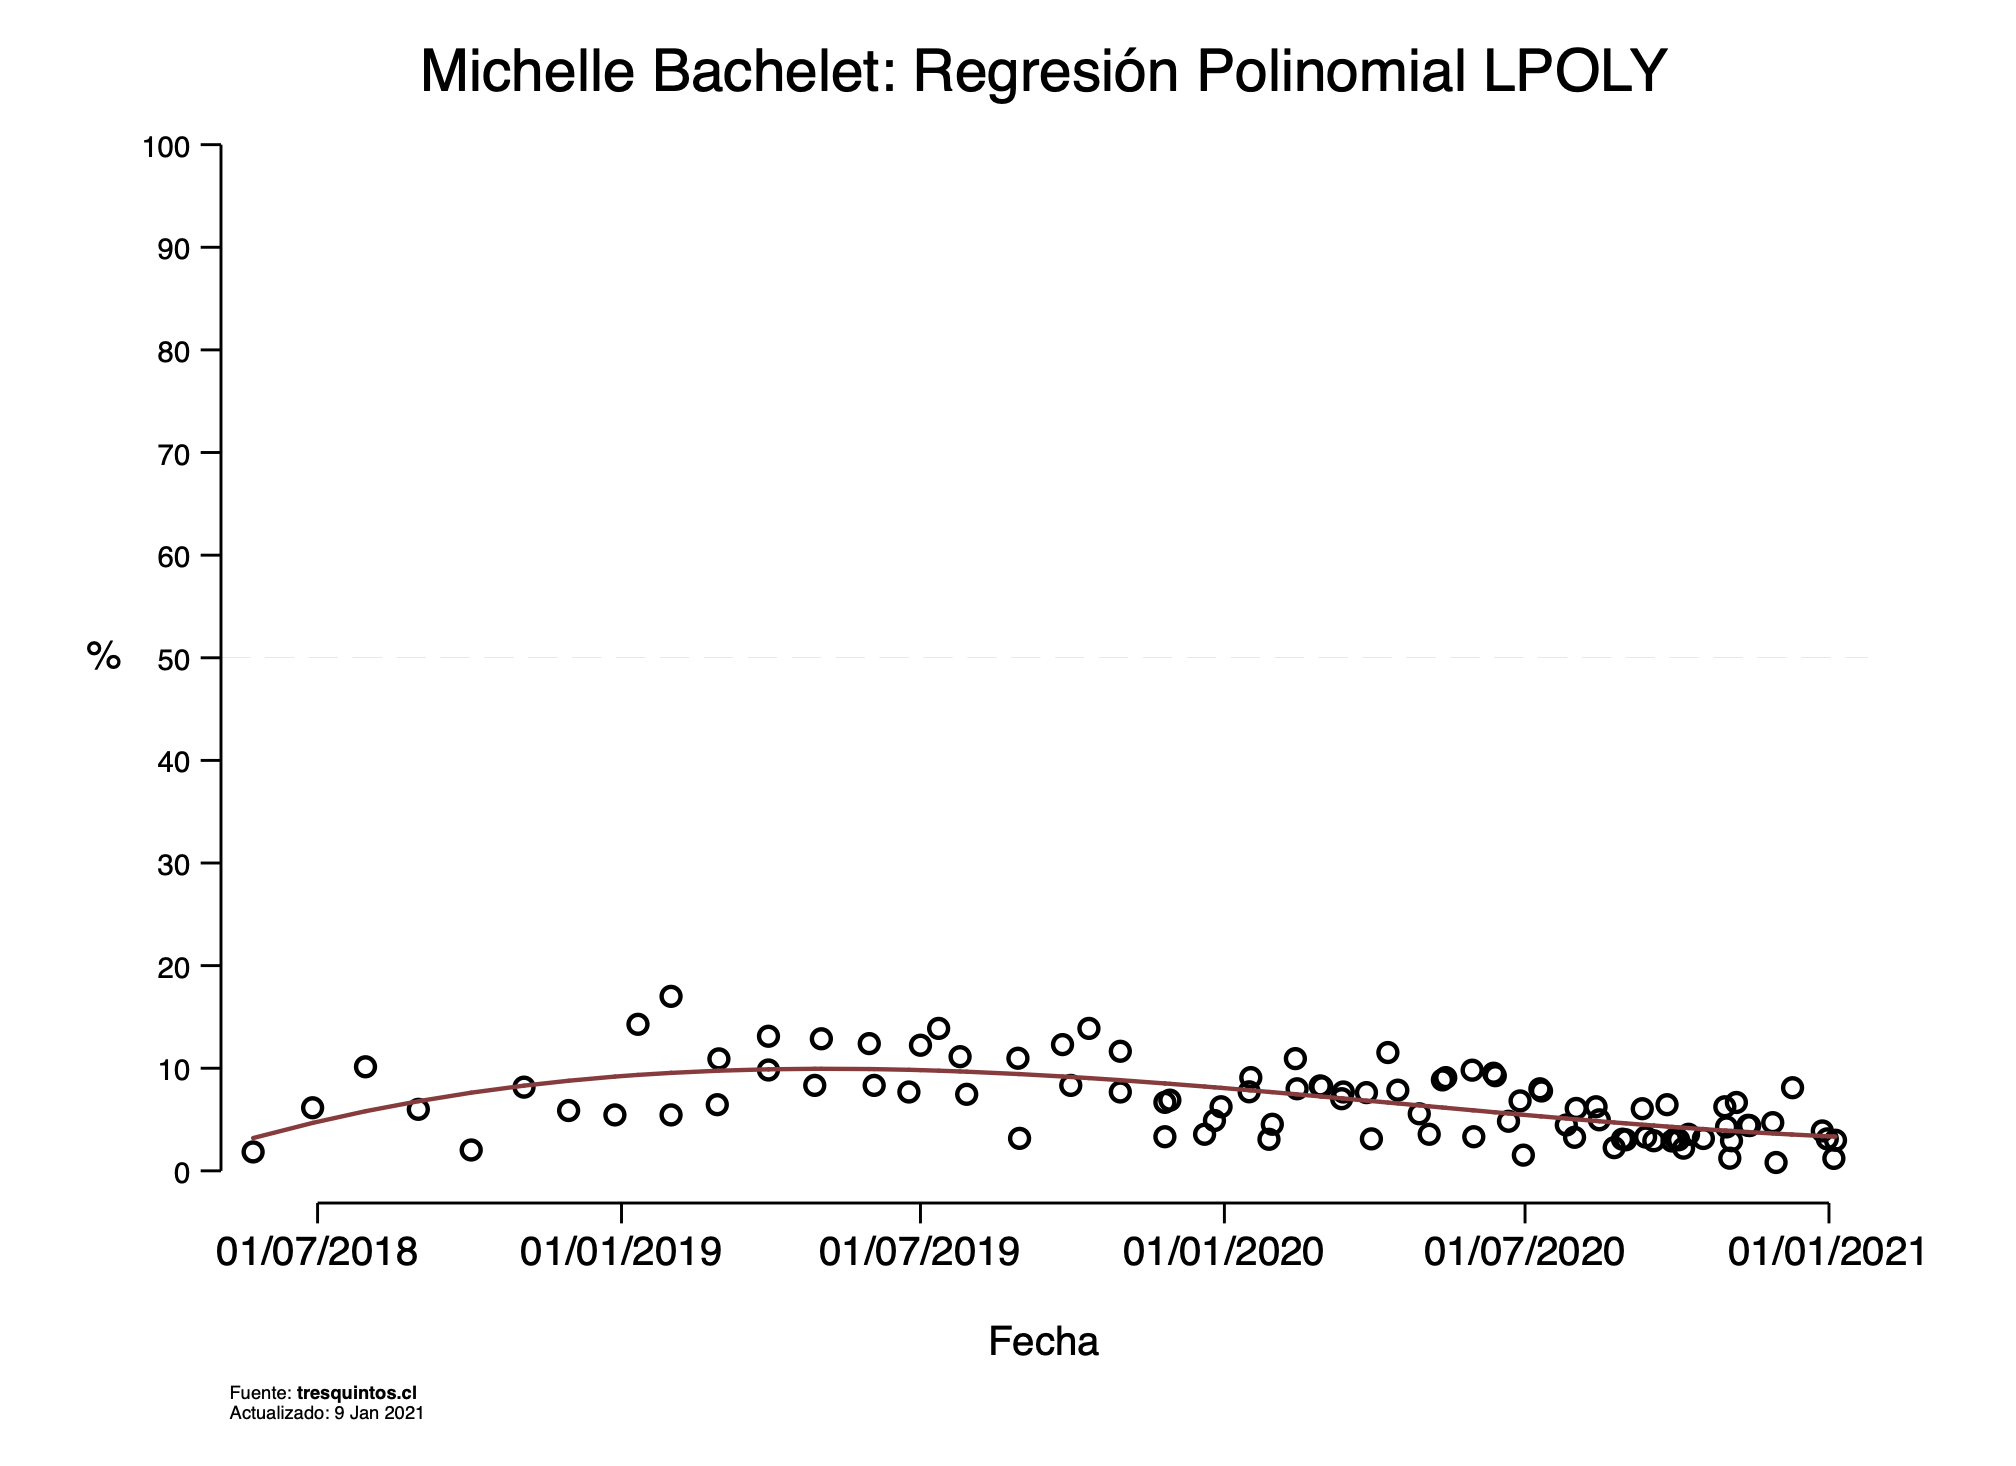 Michelle Bachelet: Regresión Polinomial LPOLY
100
90
80
70
60
% 50
40
30
20
10
0
01/07/2018 01/01/2019 01/07/2019 01/01/2020 01/07/2020 01/01/2021
Fecha
Fuente: tresquintos.cl
Actualizado: 9 Jan 2021